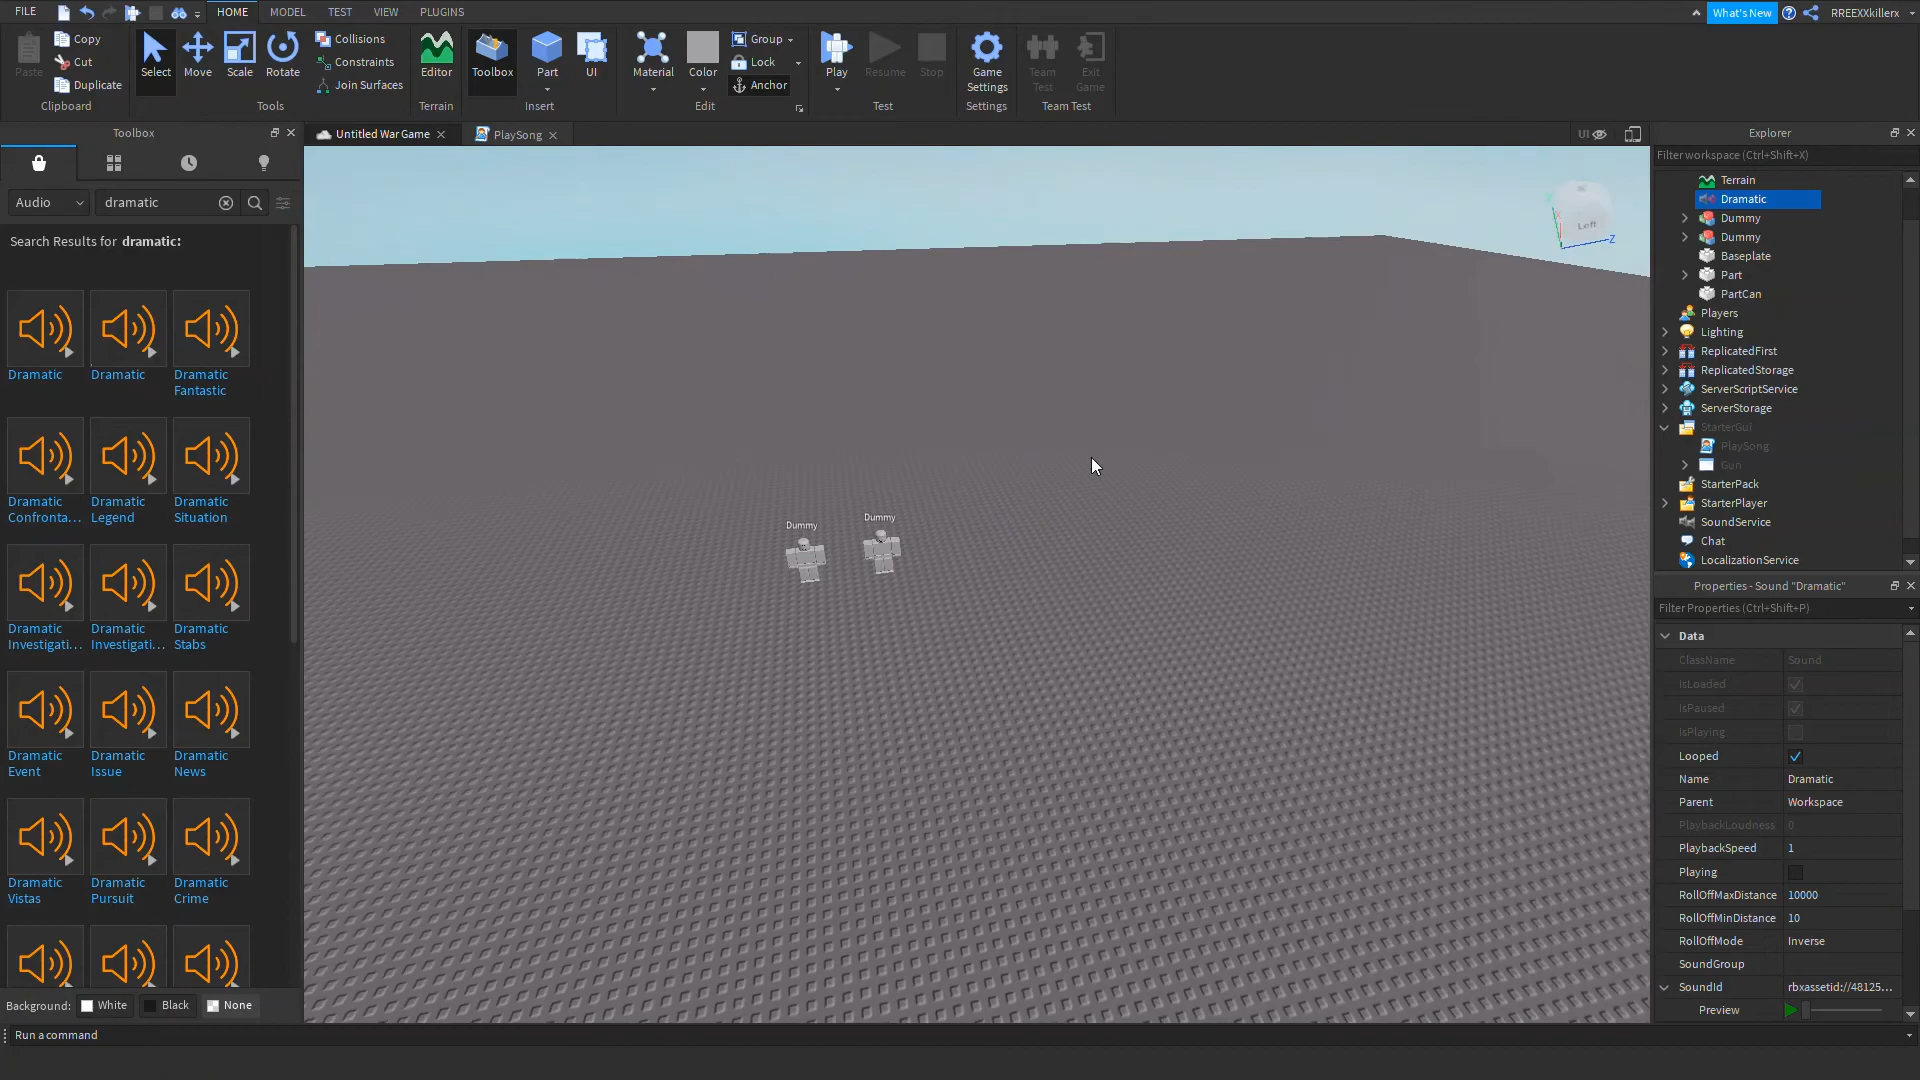 FILE
HOME
MODEL
TEST
VIEW
PLUGINS
What's New
RREEXXkillerx
Paste
Copy
Cut
Duplicate
Clipboard
Select
Move
Scale
Rotate
Collisions
Constraints
Join Surfaces
Tools
Editor
Terrain
Toolbox
Part
UI
Insert
Material
Color
Group
Lock
Anchor
Edit
Play
Resume
Stop
Test
Game
Settings
Settings
Team
Test
Exit
Game
Team Test
Toolbox
Audio
dramatic
Search Results for dramatic:
Dramatic
Dramatic
Dramatic
Fantastic
Dramatic
Confronta...
Dramatic
Legend
Dramatic
Situation
Dramatic
Investigati...
Dramatic
Investigati...
Dramatic
Stabs
Dramatic
Event
Dramatic
Issue
Dramatic
News
Dramatic
Vistas
Dramatic
Pursuit
Dramatic
Crime
Background:
White
Black
None
Run a command
Untitled War Game
PlaySong
UI
Left
Z
Dummy
Dummy
Explorer
Filter workspace (Ctrl+Shift+X)
Terrain
Dramatic
Dummy
Dummy
Baseplate
Part
PartCan
Players
Lighting
ReplicatedFirst
ReplicatedStorage
ServerScriptService
ServerStorage
StarterGui
PlaySong
Gun
StarterPack
StarterPlayer
SoundService
Chat
LocalizationService
Properties - Sound "Dramatic"
Filter Properties (Ctrl+Shift+P)
Data
ClassName Sound
IsLoaded
IsPaused
IsPlaying
Looped
Name Dramatic
Parent Workspace
PlaybackLoudness 0
PlaybackSpeed 1
Playing
RollOffMaxDistance 10000
RollOffMinDistance 10
RollOffMode Inverse
SoundGroup
SoundId rbxassetid://48125...
Preview